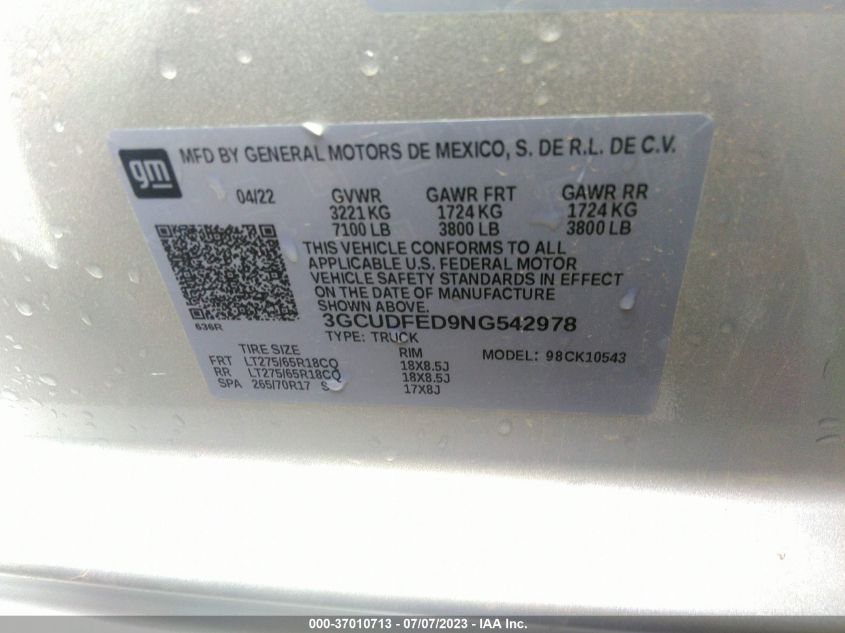 gm MFD BY GENERAL MOTORS DE MEXICO, S. DE R.L. DE C.V.
04/22 GVWR GAWR FRT GAWR RR
3221 KG 1724 KG 1724 KG
7100 LB 3800 LB 3800 LB
THIS VEHICLE CONFORMS TO ALL
APPLICABLE U.S. FEDERAL MOTOR
VEHICLE SAFETY STANDARDS IN EFFECT
ON THE DATE OF MANUFACTURE
SHOWN ABOVE.
636R 3GCUDFED9NG542978
TYPE: TRUCK
TIRE SIZE RIM MODEL: 98CK10543
FRT LT275/65R18CQ 18X8.5J
RR LT275/65R18CQ 18X8.5J
SPA 265/70R17 S 17X8J
000-37010713 - 07/07/2023 - IAA Inc.